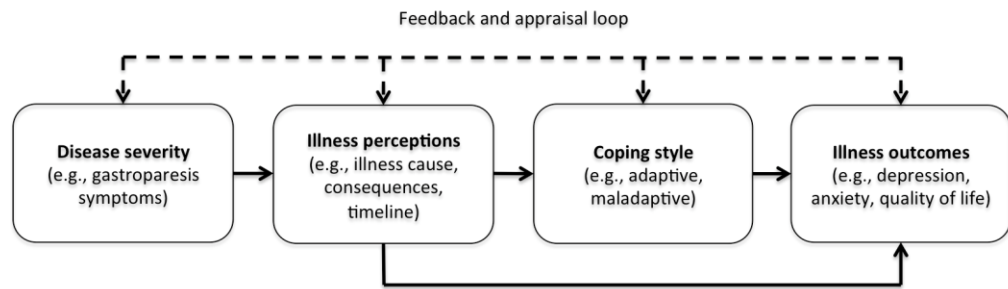 Feedback and appraisal loop
Disease severity
(e.g., gastroparesis
symptoms)
Illness perceptions
(e.g., illness cause,
consequences,
timeline)
Coping style
(e.g., adaptive,
maladaptive)
Illness outcomes
(e.g., depression,
anxiety, quality of life)